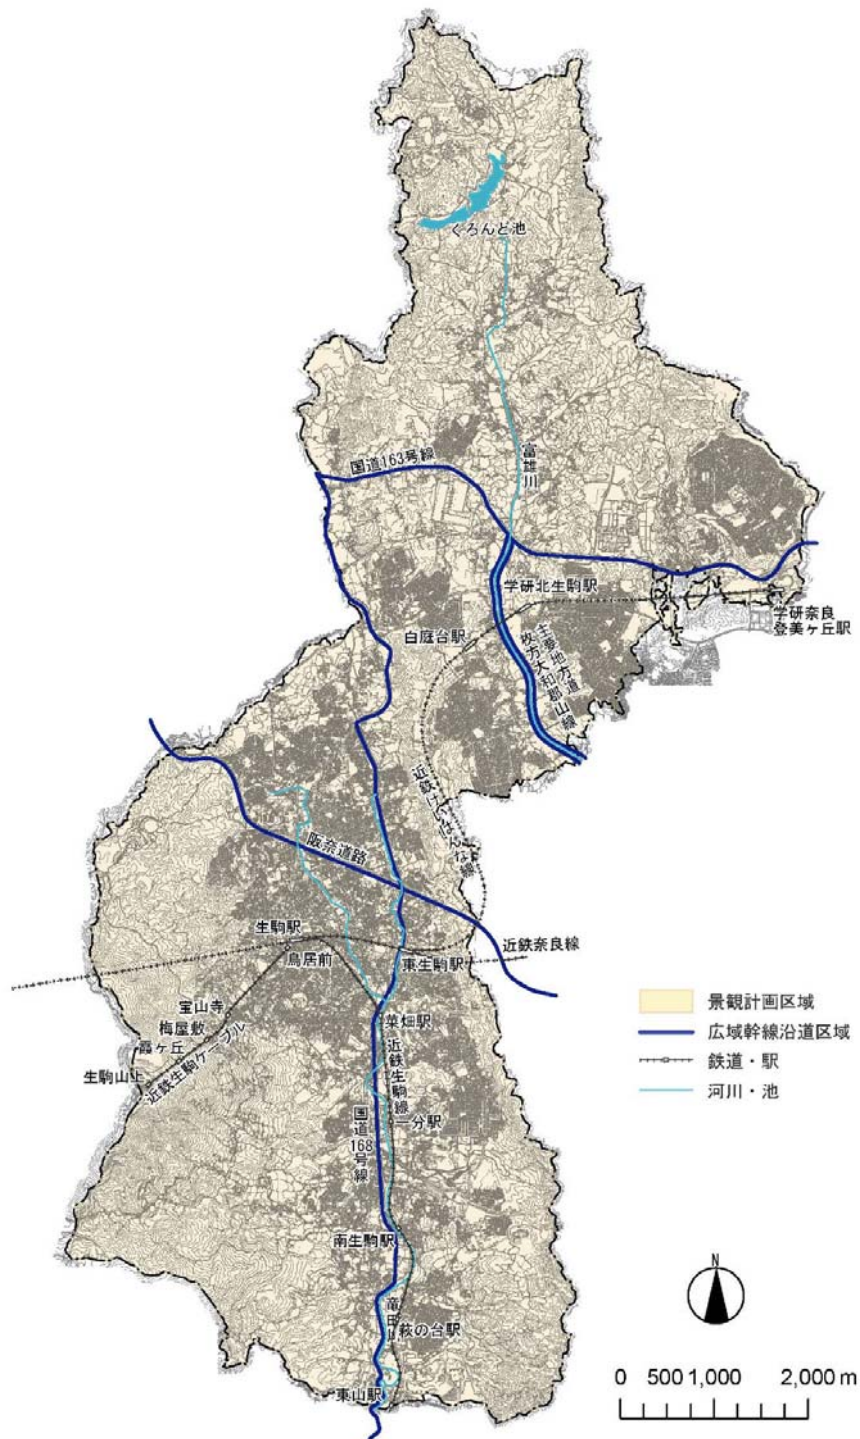 くろんど池
国道163号線
富雄川
学研北生駒駅
学研奈良
登美ヶ丘駅
白庭台駅
主要地方道
枚方大和郡山線
近鉄けいはんな線
阪奈道路
生駒駅
鳥居前
近鉄奈良線
東生駒駅
宝山寺
梅屋敷
霞ヶ丘
生駒山上
近鉄生駒ケーブル
菜畑駅
近鉄生駒線
一分駅
国道168号線
南生駒駅
竜田川
萩の台駅
東山駅
景観計画区域
広域幹線沿道区域
鉄道・駅
河川・池
N
0 500 1,000 2,000 m